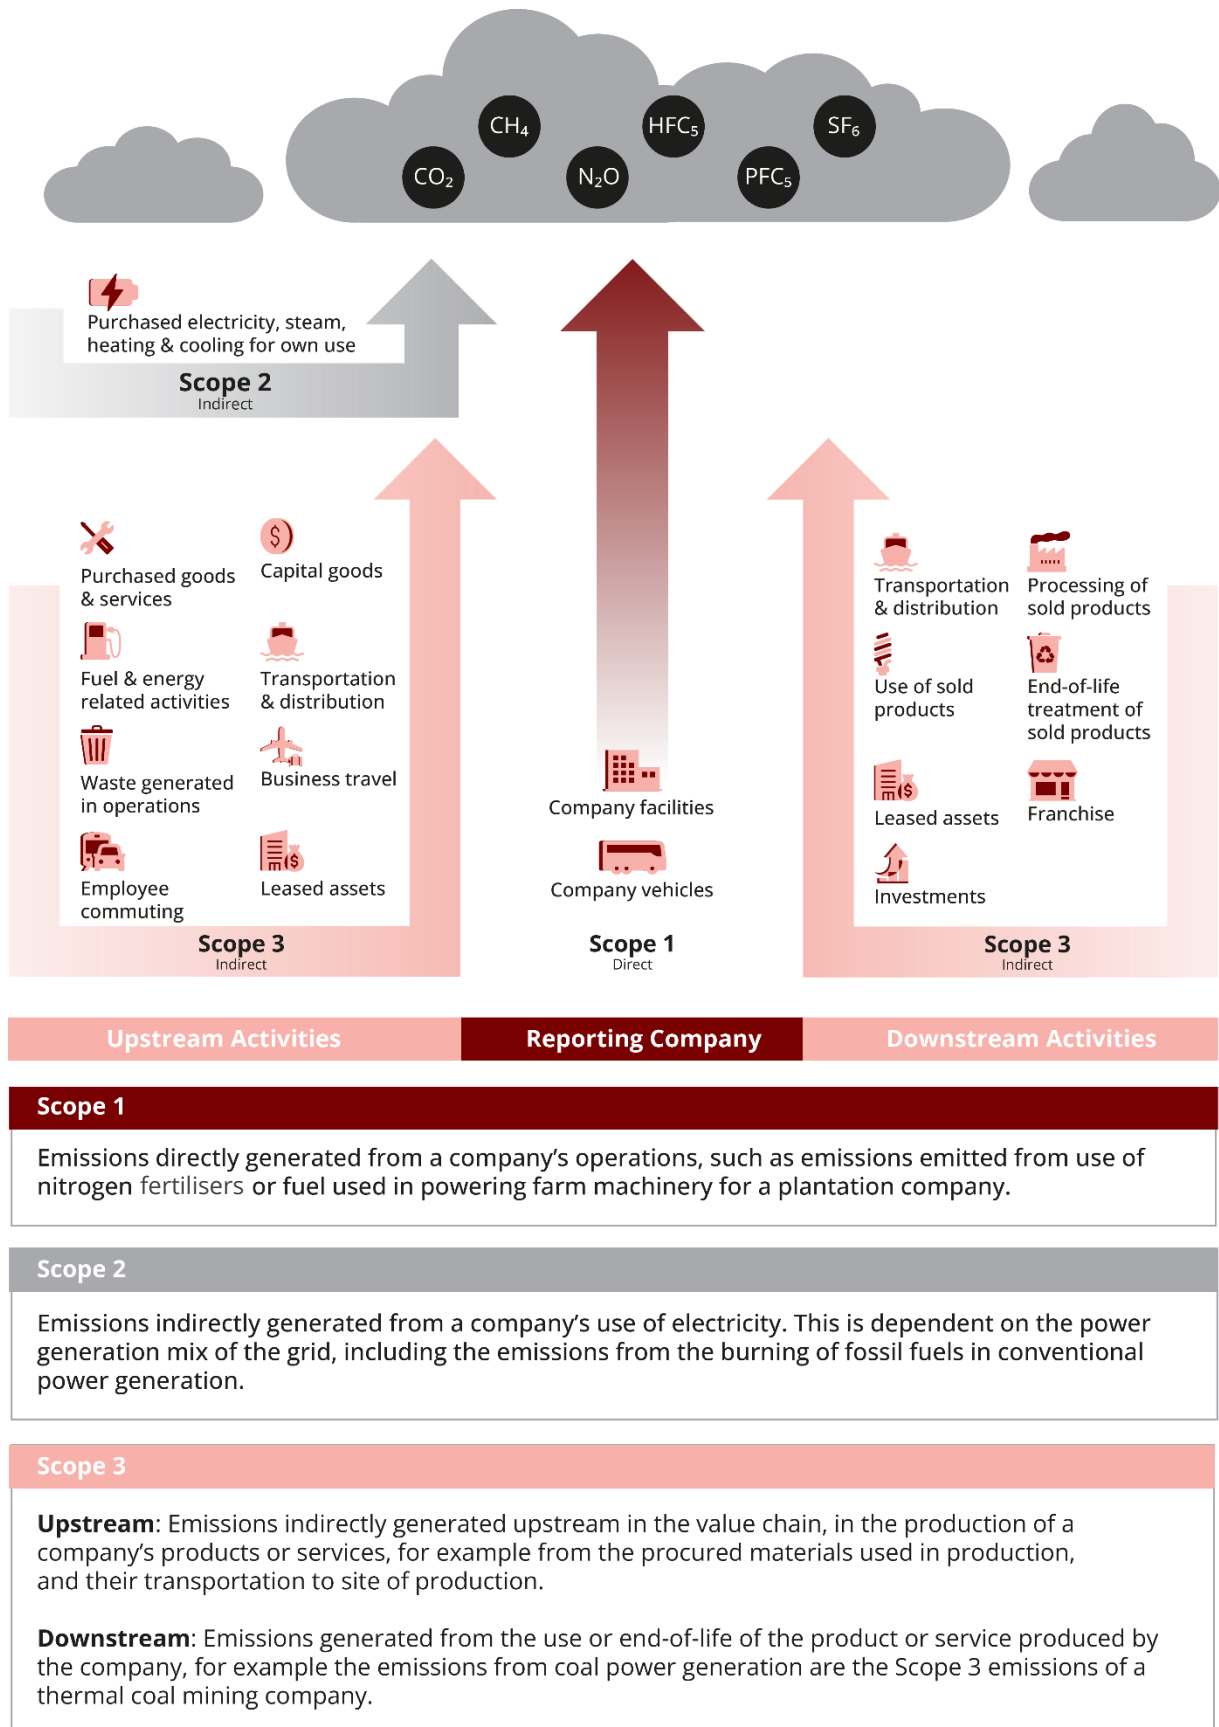 CH₄
HFC₅
SF₆
CO₂
N₂O
PFC₅
Purchased electricity, steam,
heating & cooling for own use
Scope 2
Indirect
Purchased goods
& services
Capital goods
Fuel & energy
related activities
Transportation
& distribution
Waste generated
in operations
Business travel
Employee
commuting
Leased assets
Scope 3
Indirect
Company facilities
Company vehicles
Scope 1
Direct
Transportation
& distribution
Processing of
sold products
Use of sold
products
End-of-life
treatment of
sold products
Leased assets
Franchise
Investments
Scope 3
Indirect
Upstream Activities
Reporting Company
Downstream Activities
Scope 1
Emissions directly generated from a company’s operations, such as emissions emitted from use of
nitrogen fertilisers or fuel used in powering farm machinery for a plantation company.
Scope 2
Emissions indirectly generated from a company’s use of electricity. This is dependent on the power
generation mix of the grid, including the emissions from the burning of fossil fuels in conventional
power generation.
Scope 3
Upstream: Emissions indirectly generated upstream in the value chain, in the production of a
company’s products or services, for example from the procured materials used in production,
and their transportation to site of production.
Downstream: Emissions generated from the use or end-of-life of the product or service produced by
the company, for example the emissions from coal power generation are the Scope 3 emissions of a
thermal coal mining company.